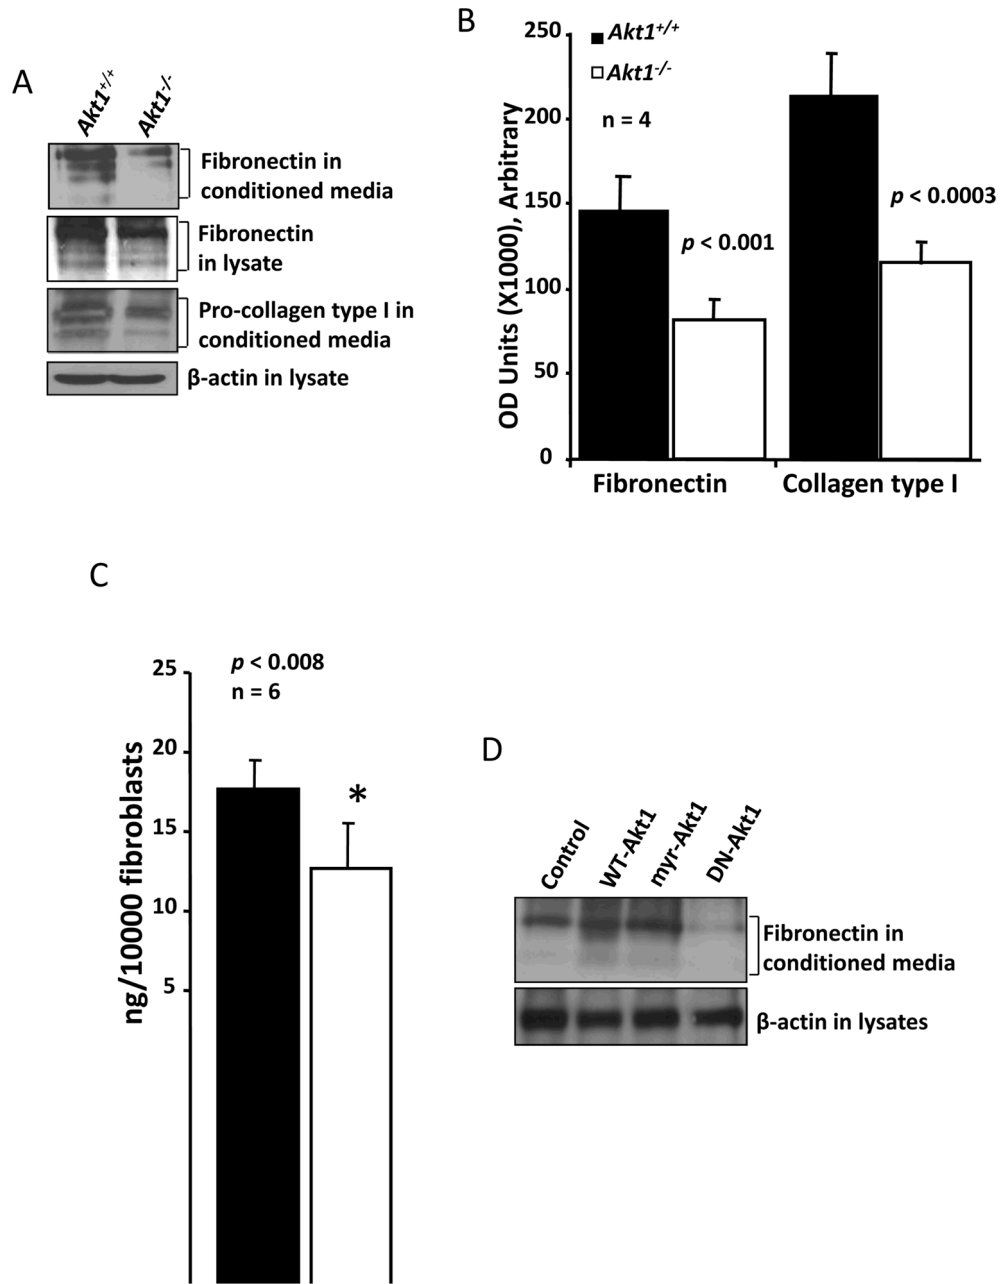 A
Akt1+/+
Akt1-/-
Fibronectin in
conditioned media
Fibronectin
in lysate
Pro-collagen type I in
conditioned media
β-actin in lysate
B
OD Units (X1000), Arbitrary
250
200
150
100
50
0
Akt1+/+
Akt1-/-
n = 4
p < 0.001
p < 0.0003
Fibronectin
Collagen type I
C
ng/10000 fibroblasts
25
20
15
10
5
p < 0.008
n = 6
*
D
Control
WT-Akt1
myr-Akt1
DN-Akt1
Fibronectin in
conditioned media
β-actin in lysates